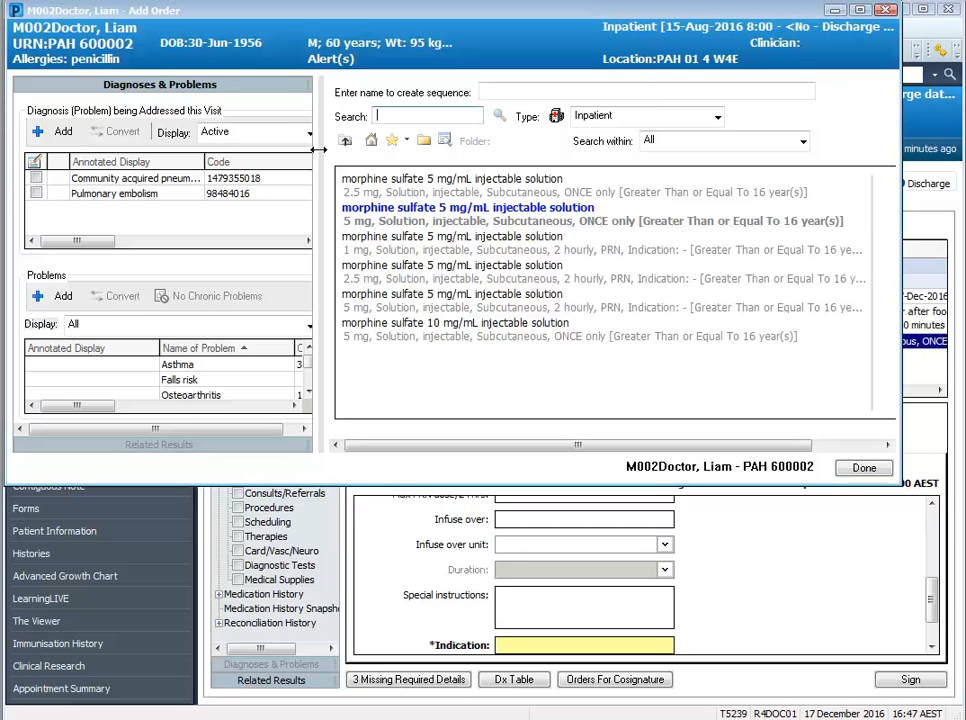 M002Doctor, Liam - Add Order
M002Doctor, Liam
URN:PAH 600002
Allergies: penicillin
DOB:30-Jun-1956
M; 60 years; Wt: 95 kg...
Alert(s)
Inpatient [15-Aug-2016 8:00 - <No - Discharge ...
Clinician:
Location:PAH 01 4 W4E
Diagnoses & Problems
Diagnosis (Problem) being Addressed this Visit
Add Convert Display: Active
Annotated Display Code
Community acquired pneum... 1479355018
Pulmonary embolism 98484016
Problems
Add Convert No Chronic Problems
Display: All
Annotated Display Name of Problem C
Asthma 3
Falls risk
Osteoarthritis 1
Related Results
Enter name to create sequence:
Search: Type: Inpatient
Folder: Search within: All
morphine sulfate 5 mg/mL injectable solution
2.5 mg, Solution, injectable, Subcutaneous, ONCE only [Greater Than or Equal To 16 year(s)]
morphine sulfate 5 mg/mL injectable solution
5 mg, Solution, injectable, Subcutaneous, ONCE only [Greater Than or Equal To 16 year(s)]
morphine sulfate 5 mg/mL injectable solution
1 mg, Solution, injectable, Subcutaneous, 2 hourly, PRN, Indication: - [Greater Than or Equal To 16 ye...
morphine sulfate 5 mg/mL injectable solution
2.5 mg, Solution, injectable, Subcutaneous, 2 hourly, PRN, Indication: - [Greater Than or Equal To 16 ...
morphine sulfate 5 mg/mL injectable solution
5 mg, Solution, injectable, Subcutaneous, 2 hourly, PRN, Indication: - [Greater Than or Equal To 16 ye...
morphine sulfate 10 mg/mL injectable solution
5 mg, Solution, injectable, Subcutaneous, ONCE only [Greater Than or Equal To 16 year(s)]
M002Doctor, Liam - PAH 600002 Done
rge dat...
minutes ago
Discharge
-Dec-2016
r after foo
0 minutes
ous, ONCE
00 AEST
Forms
Patient Information
Histories
Advanced Growth Chart
LearningLIVE
The Viewer
Immunisation History
Clinical Research
Appointment Summary
Consults/Referrals
Procedures
Scheduling
Therapies
Card/Vasc/Neuro
Diagnostic Tests
Medical Supplies
Medication History
Medication History Snapsh
Reconciliation History
Diagnoses & Problems
Related Results
Infuse over:
Infuse over unit:
Duration:
Special instructions:
*Indication:
3 Missing Required Details Dx Table Orders For Cosignature Sign
T5239 R4DOC01 17 December 2016 16:47 AEST